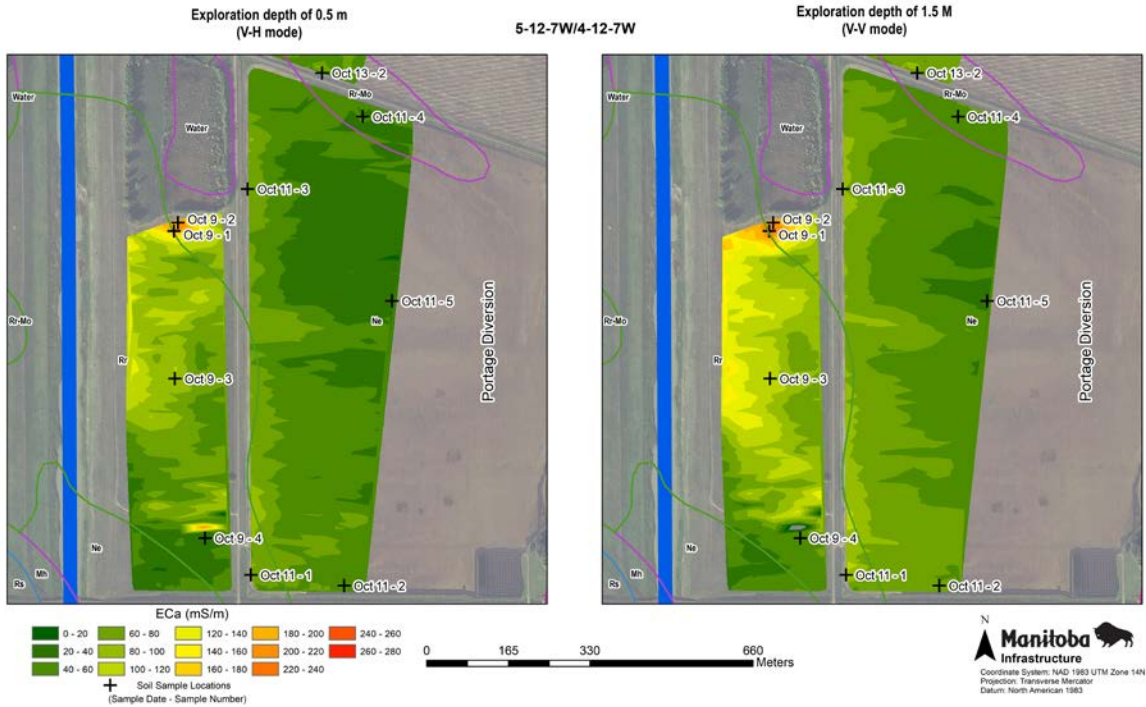 Exploration depth of 0.5 m
(V-H mode)
5-12-7W/4-12-7W
Exploration depth of 1.5 M
(V-V mode)
Oct 13 - 2
Rr-Mo
Water
Oct 11 - 4
Water
Oct 11 - 3
Oct 9 - 2
Oct 9 - 1
Oct 11 - 5
Rr-Mo
Ne
Portage Diversion
Rr
Oct 9 - 3
Oct 9 - 4
Ne
Oct 11 - 1
Oct 11 - 2
Mh
Rs
Oct 13 - 2
Rr-Mo
Water
Oct 11 - 4
Water
Oct 11 - 3
Oct 9 - 2
Oct 9 - 1
Oct 11 - 5
Rr-Mo
Ne
Portage Diversion
Rr
Oct 9 - 3
Oct 9 - 4
Ne
Oct 11 - 1
Oct 11 - 2
Mh
Rs
ECa (mS/m)
0 - 20 60 - 80 120 - 140 180 - 200 240 - 260
20 - 40 80 - 100 140 - 160 200 - 220 260 - 280
40 - 60 100 - 120 160 - 180 220 - 240
Soil Sample Locations
(Sample Date - Sample Number)
0 165 330 660
Meters
N
Manitoba
Infrastructure
Coordinate System: NAD 1983 UTM Zone 14N
Projection: Transverse Mercator
Datum: North American 1983